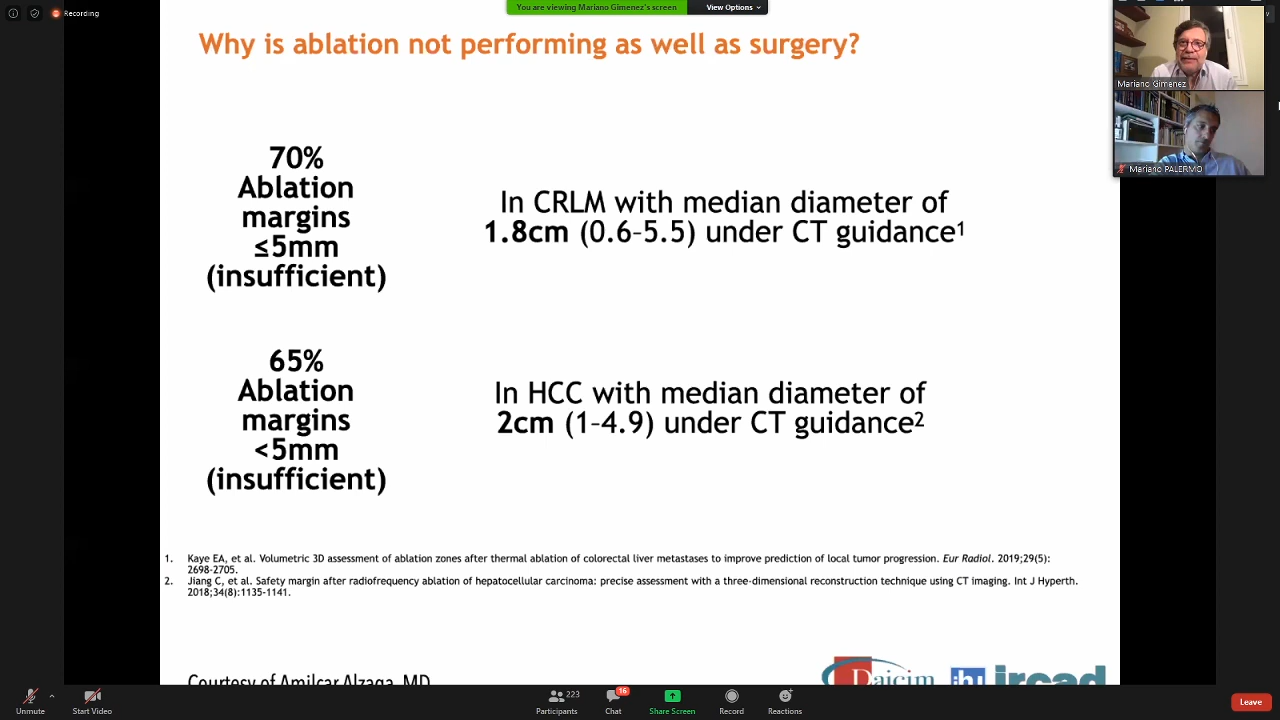 Recording
You are viewing Mariano Gimenez's screen
View Options
Why is ablation not performing as well as surgery?
Mariano Gimenez
Mariano PALERMO
70%
Ablation
margins
≤5mm
(insufficient)
In CRLM with median diameter of
1.8cm (0.6–5.5) under CT guidance¹
65%
Ablation
margins
<5mm
(insufficient)
In HCC with median diameter of
2cm (1–4.9) under CT guidance²
1. Kaye EA, et al. Volumetric 3D assessment of ablation zones after thermal ablation of colorectal liver metastases to improve prediction of local tumor progression. Eur Radiol. 2019;29(5):
2698-2705.
2. Jiang C, et al. Safety margin after radiofrequency ablation of hepatocellular carcinoma: precise assessment with a three-dimensional reconstruction technique using CT imaging. Int J Hyperth.
2018;34(8):1135-1141.
Courtesy of Amilcar Alzaga, MD
Daicim
ihu
ircad
Unmute
Start Video
223
Participants
16
Chat
Share Screen
Record
Reactions
Leave